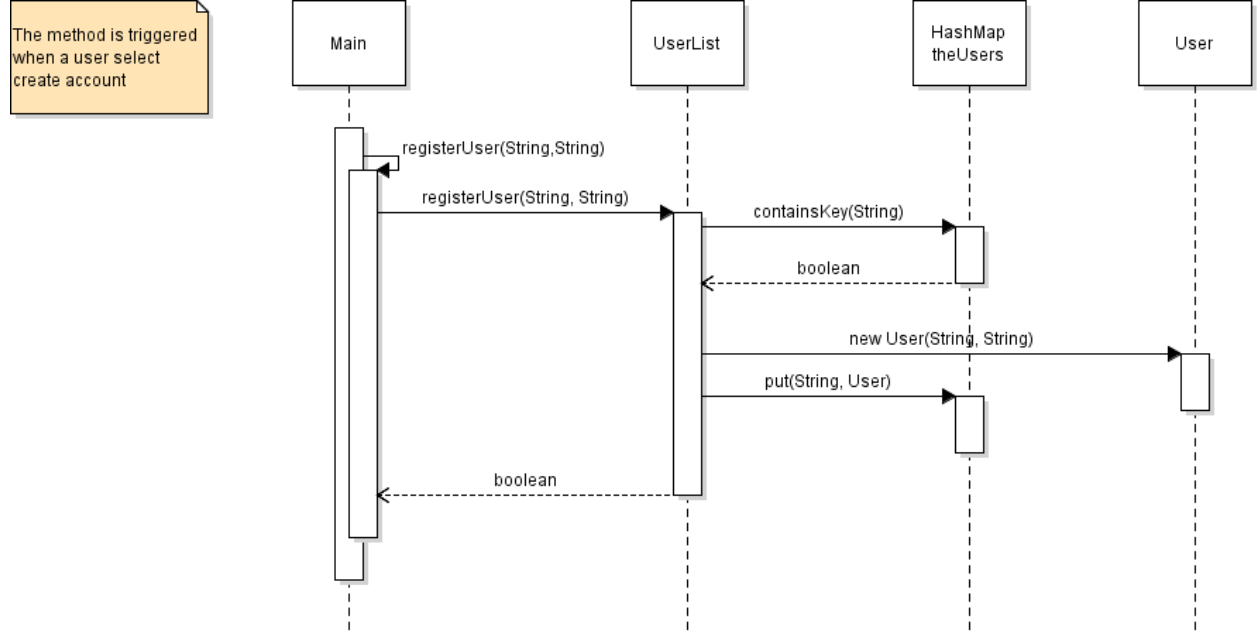 The method is triggered
when a user select
create account
Main
UserList
HashMap
theUsers
User
registerUser(String,String)
registerUser(String, String)
containsKey(String)
boolean
new User(String, String)
put(String, User)
boolean